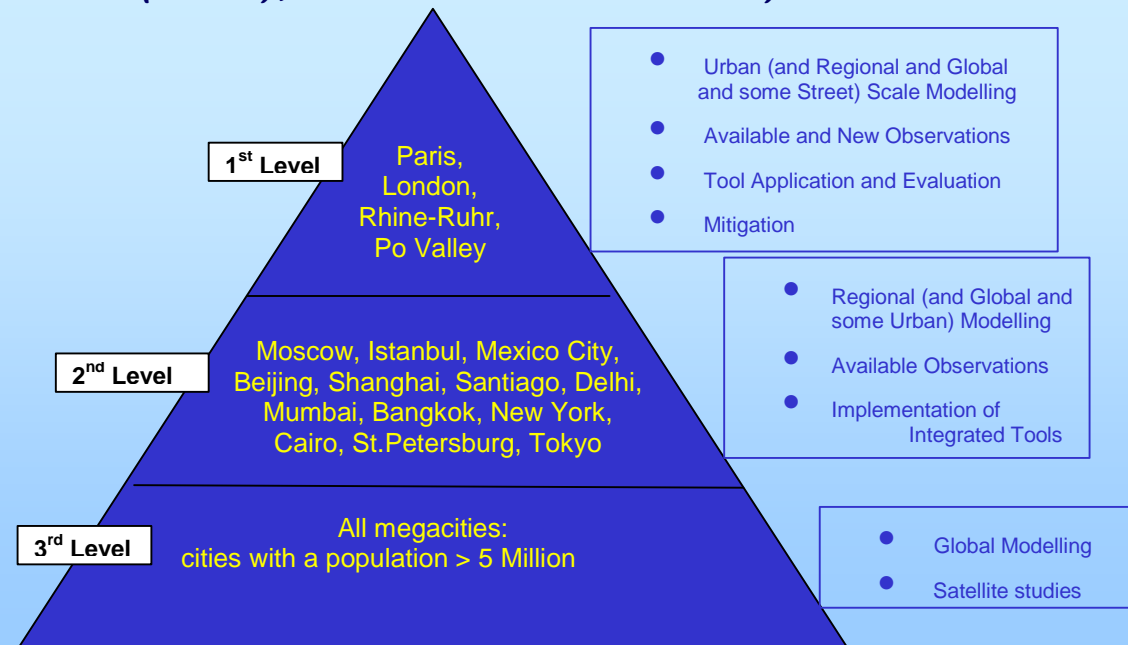 1st Level
Paris,
London,
Rhine-Ruhr,
Po Valley
• Urban (and Regional and Global
and some Street) Scale Modelling
• Available and New Observations
• Tool Application and Evaluation
• Mitigation
2nd Level
Moscow, Istanbul, Mexico City,
Beijing, Shanghai, Santiago, Delhi,
Mumbai, Bangkok, New York,
Cairo, St.Petersburg, Tokyo
• Regional (and Global and
some Urban) Modelling
• Available Observations
• Implementation of
Integrated Tools
3rd Level
All megacities:
cities with a population > 5 Million
• Global Modelling
• Satellite studies